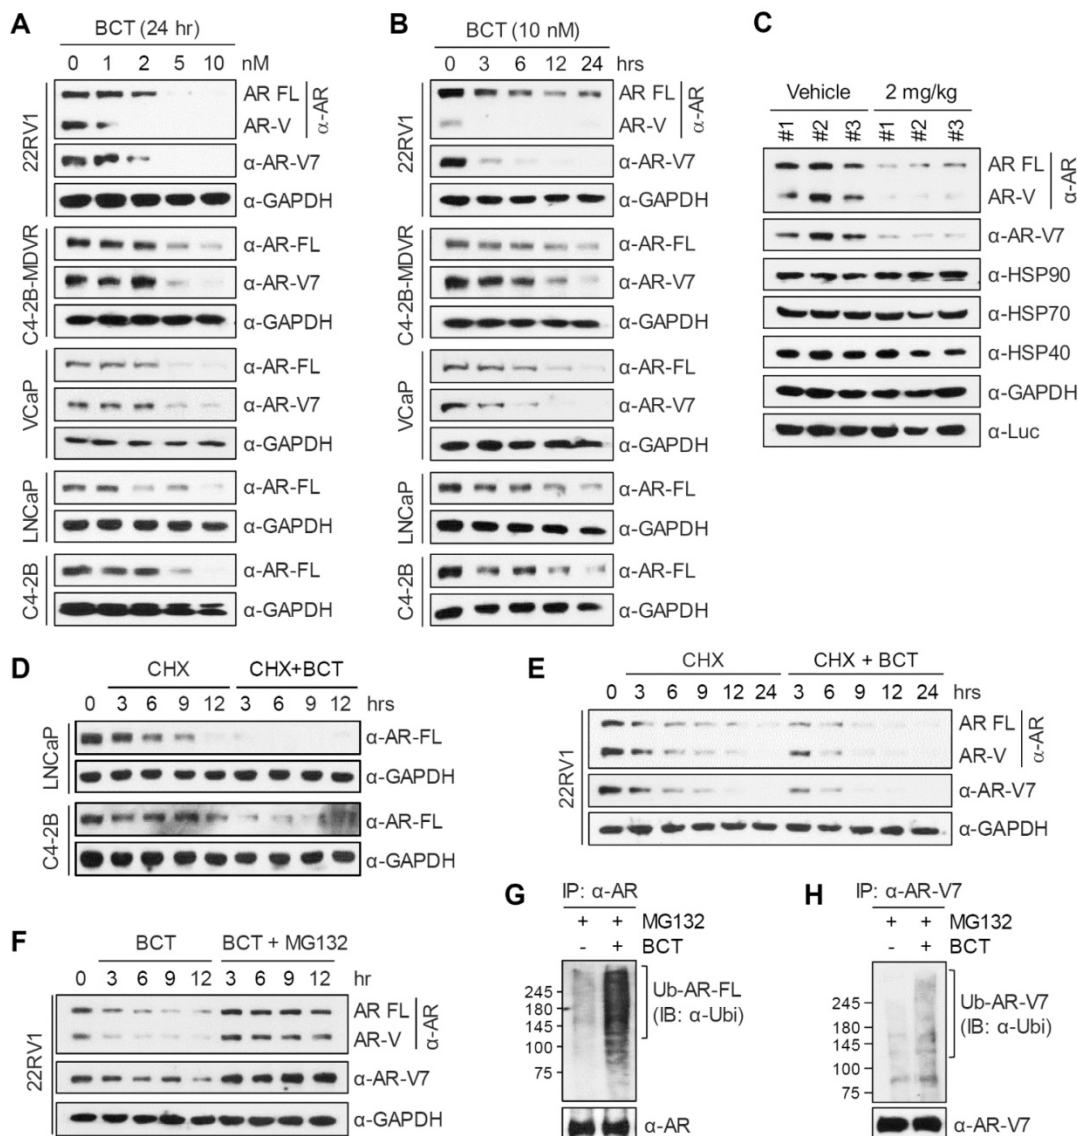 A
BCT (24 hr)
0 1 2 5 10 nM
22RV1
AR FL
AR-V
α-AR
α-AR-V7
α-GAPDH
C4-2B-MDVR
α-AR-FL
α-AR-V7
α-GAPDH
VCaP
α-AR-FL
α-AR-V7
α-GAPDH
LNCaP
α-AR-FL
α-GAPDH
C4-2B
α-AR-FL
α-GAPDH
B
BCT (10 nM)
0 3 6 12 24 hrs
22RV1
AR FL
AR-V
α-AR
α-AR-V7
α-GAPDH
C4-2B-MDVR
α-AR-FL
α-AR-V7
α-GAPDH
VCaP
α-AR-FL
α-AR-V7
α-GAPDH
LNCaP
α-AR-FL
α-GAPDH
C4-2B
α-AR-FL
α-GAPDH
C
Vehicle 2 mg/kg
#1 #2 #3 #1 #2 #3
AR FL
AR-V
α-AR
α-AR-V7
α-HSP90
α-HSP70
α-HSP40
α-GAPDH
α-Luc
D
CHX CHX+BCT
0 3 6 9 12 3 6 9 12 hrs
LNCaP
α-AR-FL
α-GAPDH
C4-2B
α-AR-FL
α-GAPDH
E
CHX CHX + BCT
0 3 6 9 12 24 3 6 9 12 24 hrs
22RV1
AR FL
AR-V
α-AR
α-AR-V7
α-GAPDH
F
BCT BCT + MG132
0 3 6 9 12 3 6 9 12 hr
22RV1
AR FL
AR-V
α-AR
α-AR-V7
α-GAPDH
G
IP: α-AR
+ + MG132
- + BCT
245
180
145
100
75
Ub-AR-FL
(IB: α-Ubi)
α-AR
H
IP: α-AR-V7
+ + MG132
- + BCT
245
180
145
100
75
Ub-AR-V7
(IB: α-Ubi)
α-AR-V7